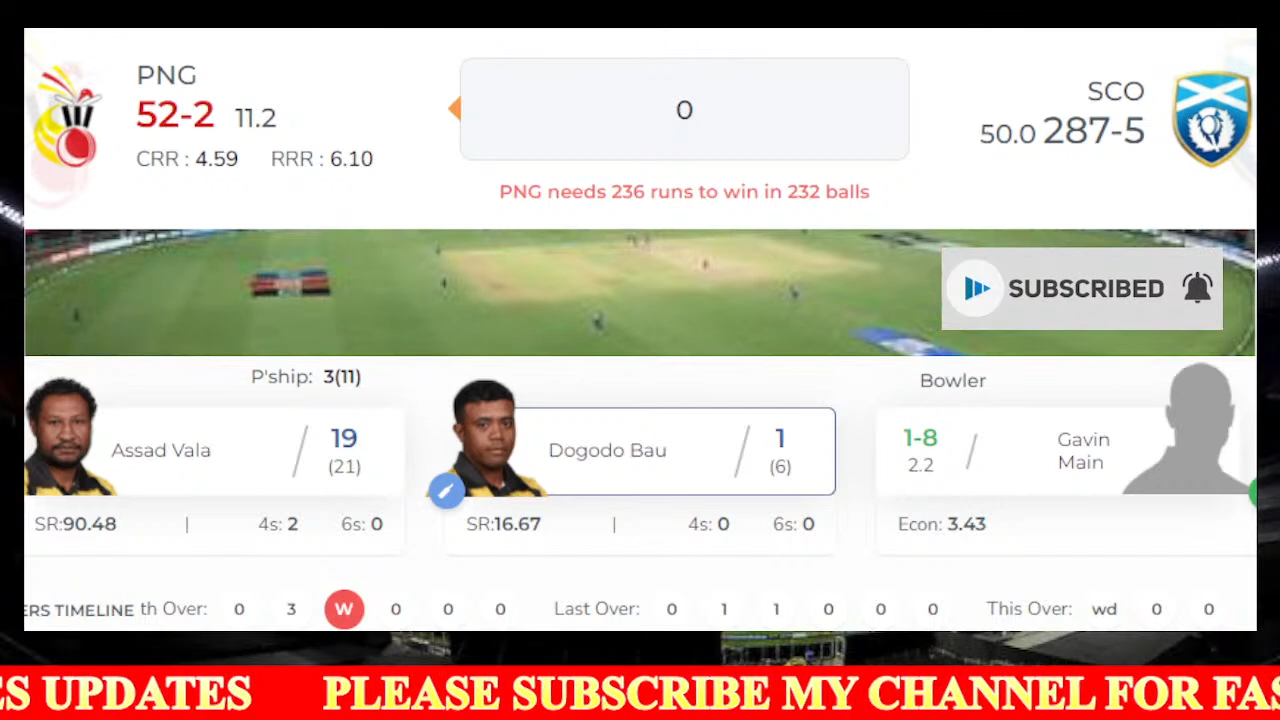 PNG
52-2 11.2
CRR : 4.59 RRR : 6.10
0
PNG needs 236 runs to win in 232 balls
SCO
50.0 287-5
SUBSCRIBED
P'ship: 3(11)
Assad Vala
19
(21)
SR:90.48 | 4s: 2 6s: 0
Dogodo Bau
1
(6)
SR:16.67 | 4s: 0 6s: 0
Bowler
1-8
2.2
Gavin
Main
Econ: 3.43
ERS TIMELINE th Over: 0 3 W 0 0 0 Last Over: 0 1 1 0 0 0 This Over: wd 0 0
ES UPDATES PLEASE SUBSCRIBE MY CHANNEL FOR FAS